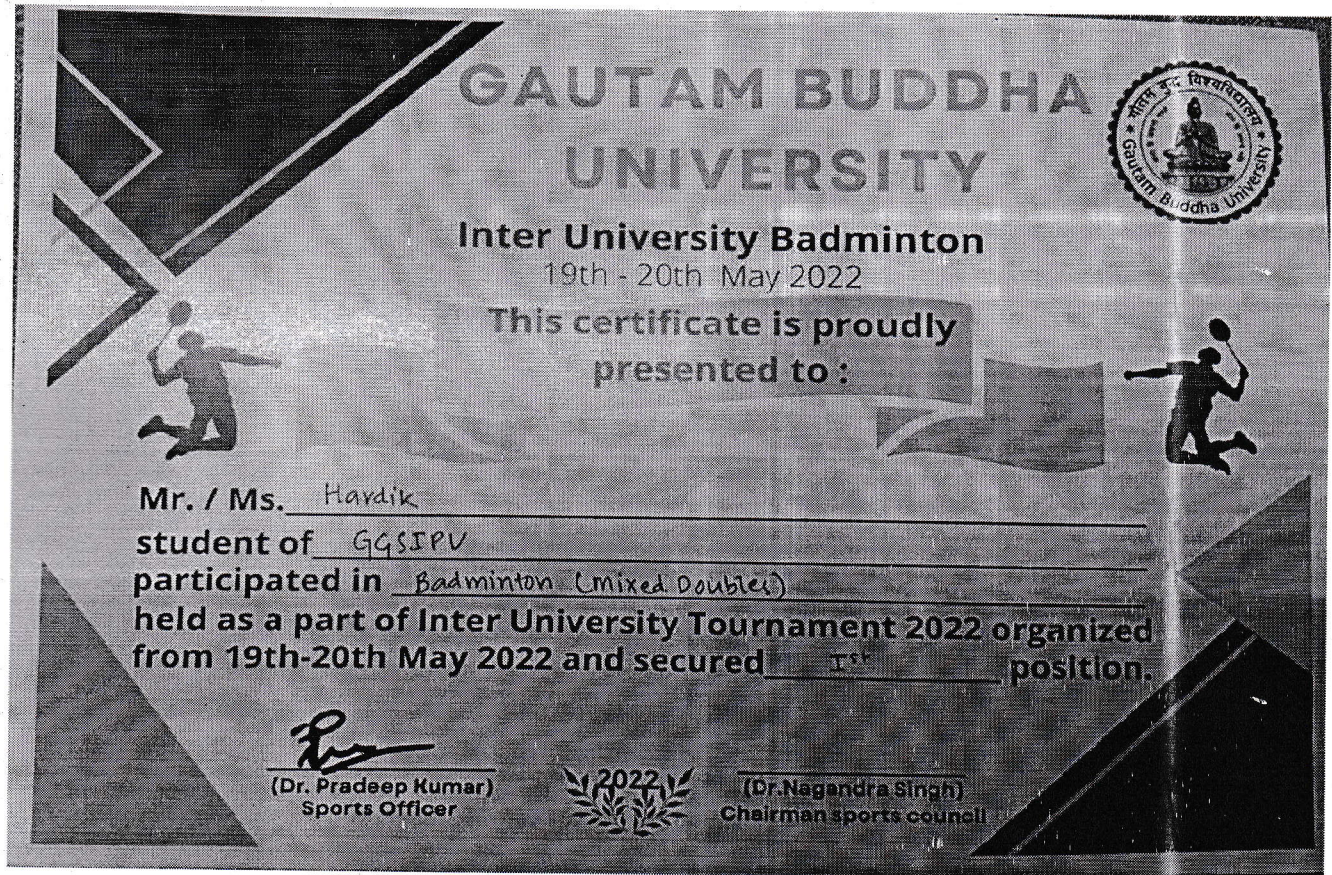 GAUTAM BUDDHA
UNIVERSITY
गौतम बुद्ध विश्वविद्यालय
Gautam Buddha University
Inter University Badminton
19th - 20th May 2022
This certificate is proudly
presented to :
Mr. / Ms. Hardik
student of GGSIPU
participated in Badminton (Mixed Doubles)
held as a part of Inter University Tournament 2022 organized
from 19th-20th May 2022 and secured Ist position.
(Dr. Pradeep Kumar)
Sports Officer
2022
(Dr.Nagandra Singh)
Chairman sports council